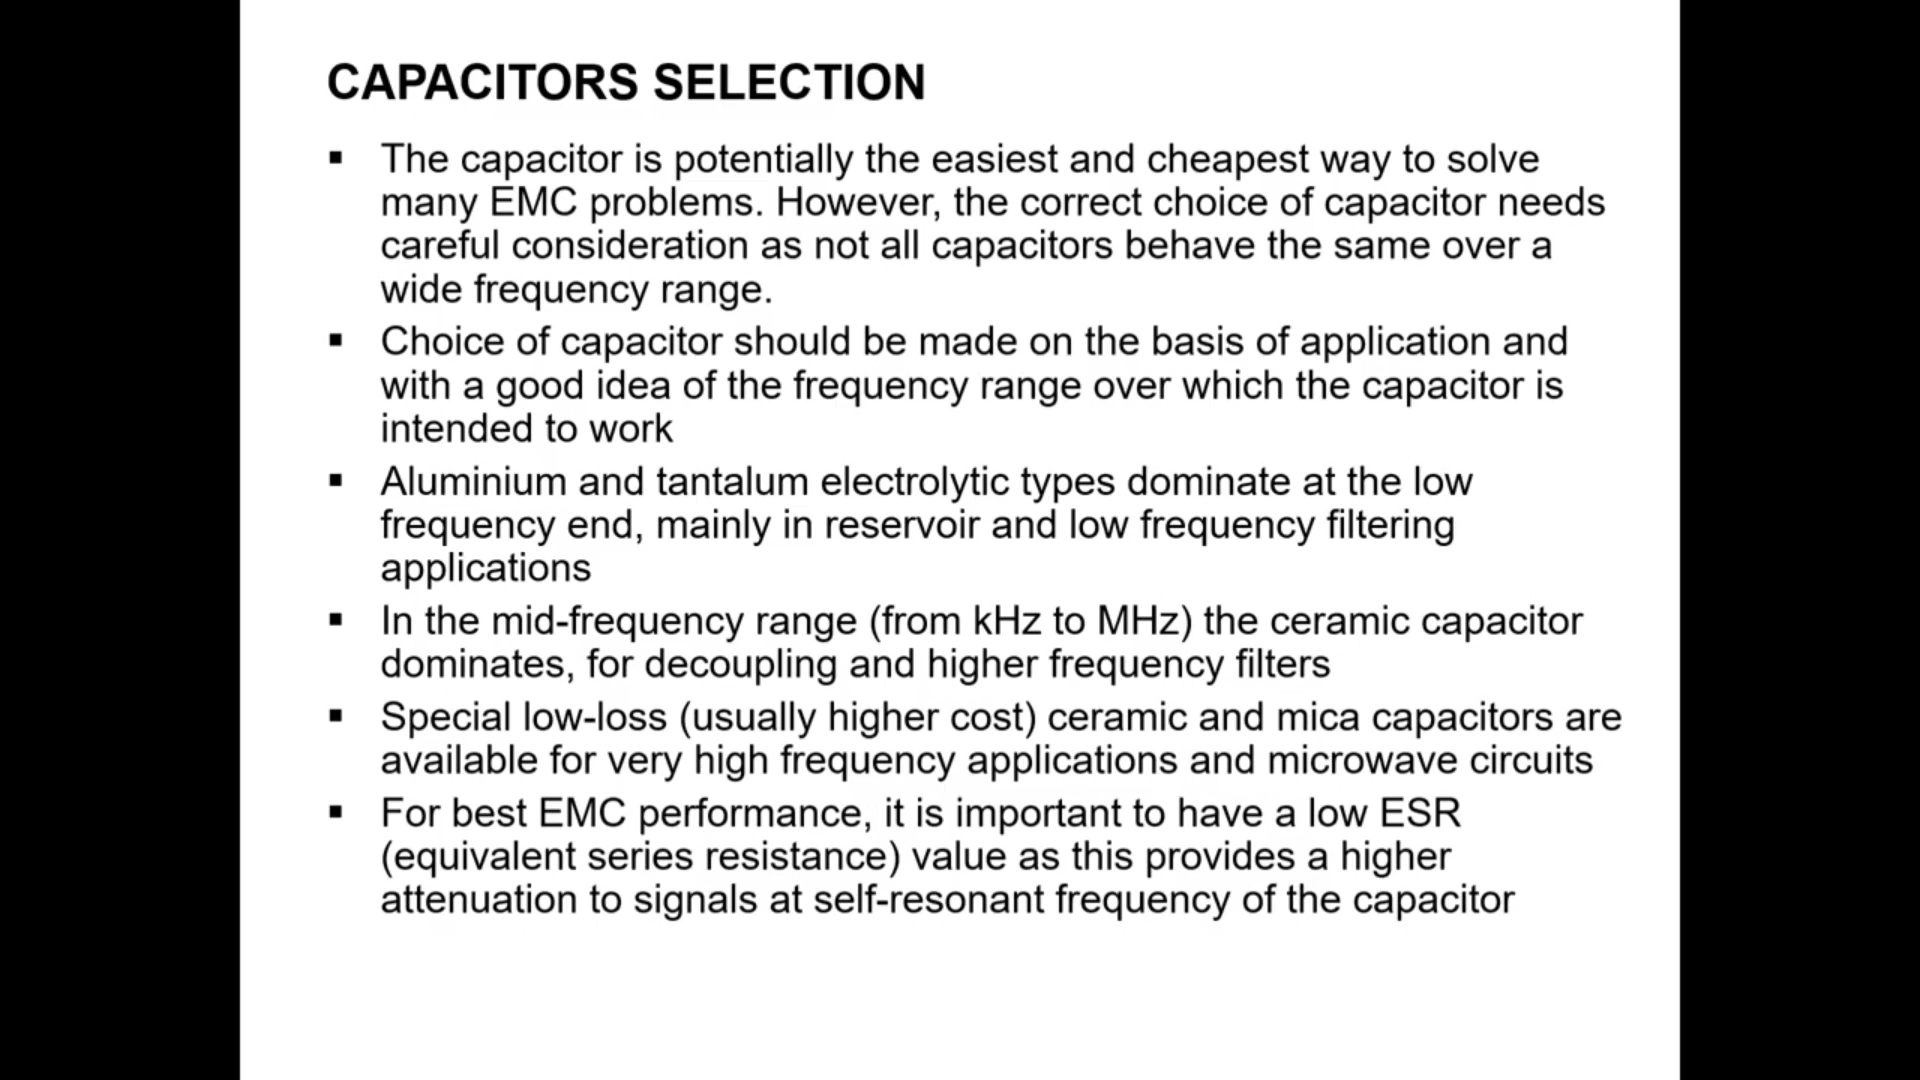 CAPACITORS SELECTION
▪ The capacitor is potentially the easiest and cheapest way to solve
many EMC problems. However, the correct choice of capacitor needs
careful consideration as not all capacitors behave the same over a
wide frequency range.
▪ Choice of capacitor should be made on the basis of application and
with a good idea of the frequency range over which the capacitor is
intended to work
▪ Aluminium and tantalum electrolytic types dominate at the low
frequency end, mainly in reservoir and low frequency filtering
applications
▪ In the mid-frequency range (from kHz to MHz) the ceramic capacitor
dominates, for decoupling and higher frequency filters
▪ Special low-loss (usually higher cost) ceramic and mica capacitors are
available for very high frequency applications and microwave circuits
▪ For best EMC performance, it is important to have a low ESR
(equivalent series resistance) value as this provides a higher
attenuation to signals at self-resonant frequency of the capacitor